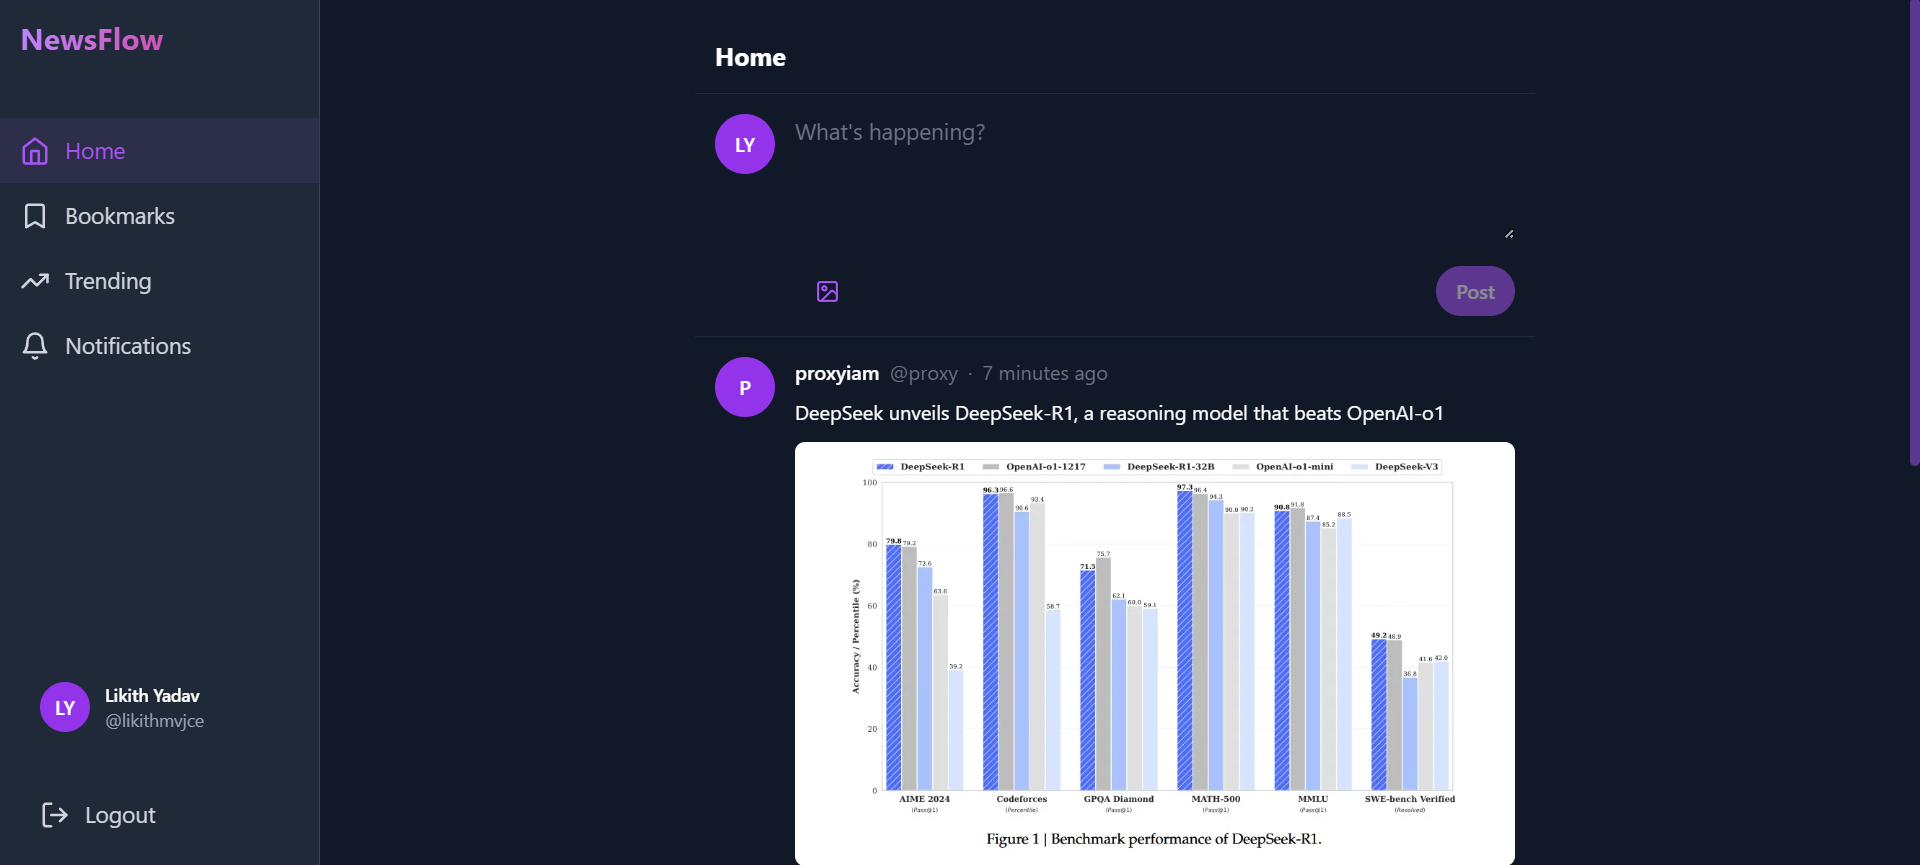 NewsFlow
Home
Bookmarks
Trending
Notifications
LY
Likith Yadav
@likithmvjce
Logout
Home
LY
What's happening?
Post
P
proxyiam @proxy · 7 minutes ago
DeepSeek unveils DeepSeek-R1, a reasoning model that beats OpenAI-o1
DeepSeek-R1 OpenAI-o1-1217 DeepSeek-R1-32B OpenAI-o1-mini DeepSeek-V3
Accuracy / Percentile (%)
100
80
60
40
20
0
79.8 79.2 72.6 63.6 39.2
96.3 96.6 90.6 93.4 58.7
71.5 75.7 62.1 60.0 59.1
97.3 96.4 94.3 90.0 90.2
90.8 91.8 87.4 85.2 88.5
49.2 48.9 36.8 41.6 42.0
AIME 2024 Codeforces GPQA Diamond MATH-500 MMLU SWE-bench Verified
(Pass@1) (Percentile) (Pass@1) (Pass@1) (Pass@1) (Resolved)
Figure 1 | Benchmark performance of DeepSeek-R1.